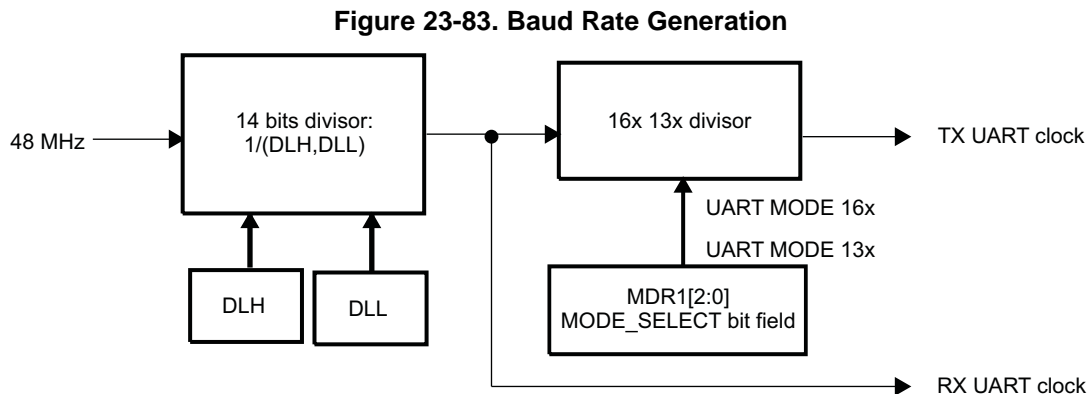 Figure 23-83. Baud Rate Generation
48 MHz
14 bits divisor:
1/(DLH,DLL)
16x 13x divisor
TX UART clock
UART MODE 16x
UART MODE 13x
DLH
DLL
MDR1[2:0]
MODE_SELECT bit field
RX UART clock